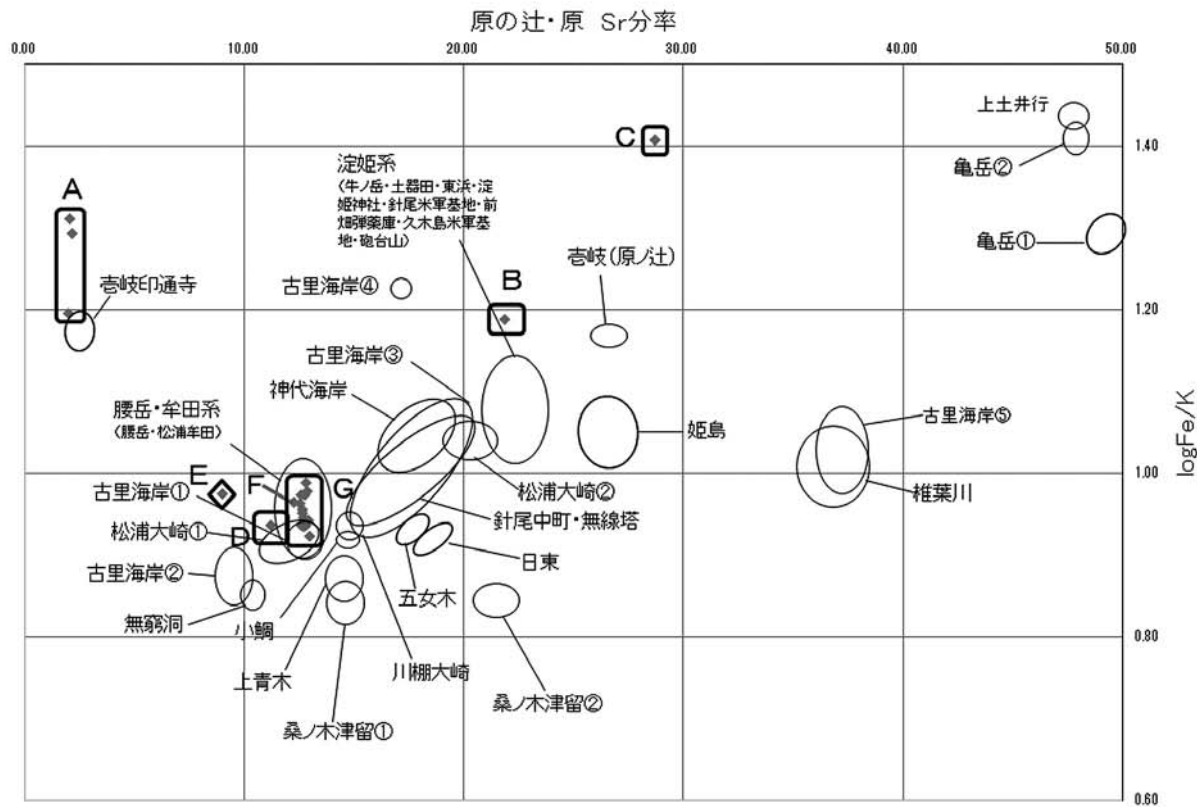 原の辻・原 Sr分率
0.00
10.00
20.00
30.00
40.00
50.00
上土井行
C
1.40
淀姫系
亀岳②
（牛ノ岳・土器田・東浜・淀
姫神社・針尾米軍基地・前
畑弾薬庫・久木島米軍基
地・砲台山）
A
亀岳①
壱岐（原ノ辻）
壱岐印通寺
古里海岸④
B
1.20
古里海岸③
神代海岸
腰岳・牟田系
（腰岳・松浦牟田）
古里海岸⑤
姫島
logFe/K
E
F
G
1.00
古里海岸①
松浦大崎②
椎葉川
針尾中町・無線塔
松浦大崎①
D
日東
古里海岸②
五女木
無窮洞
小鯛
0.80
上青木
川棚大崎
桑ノ木津留②
桑ノ木津留①
0.60